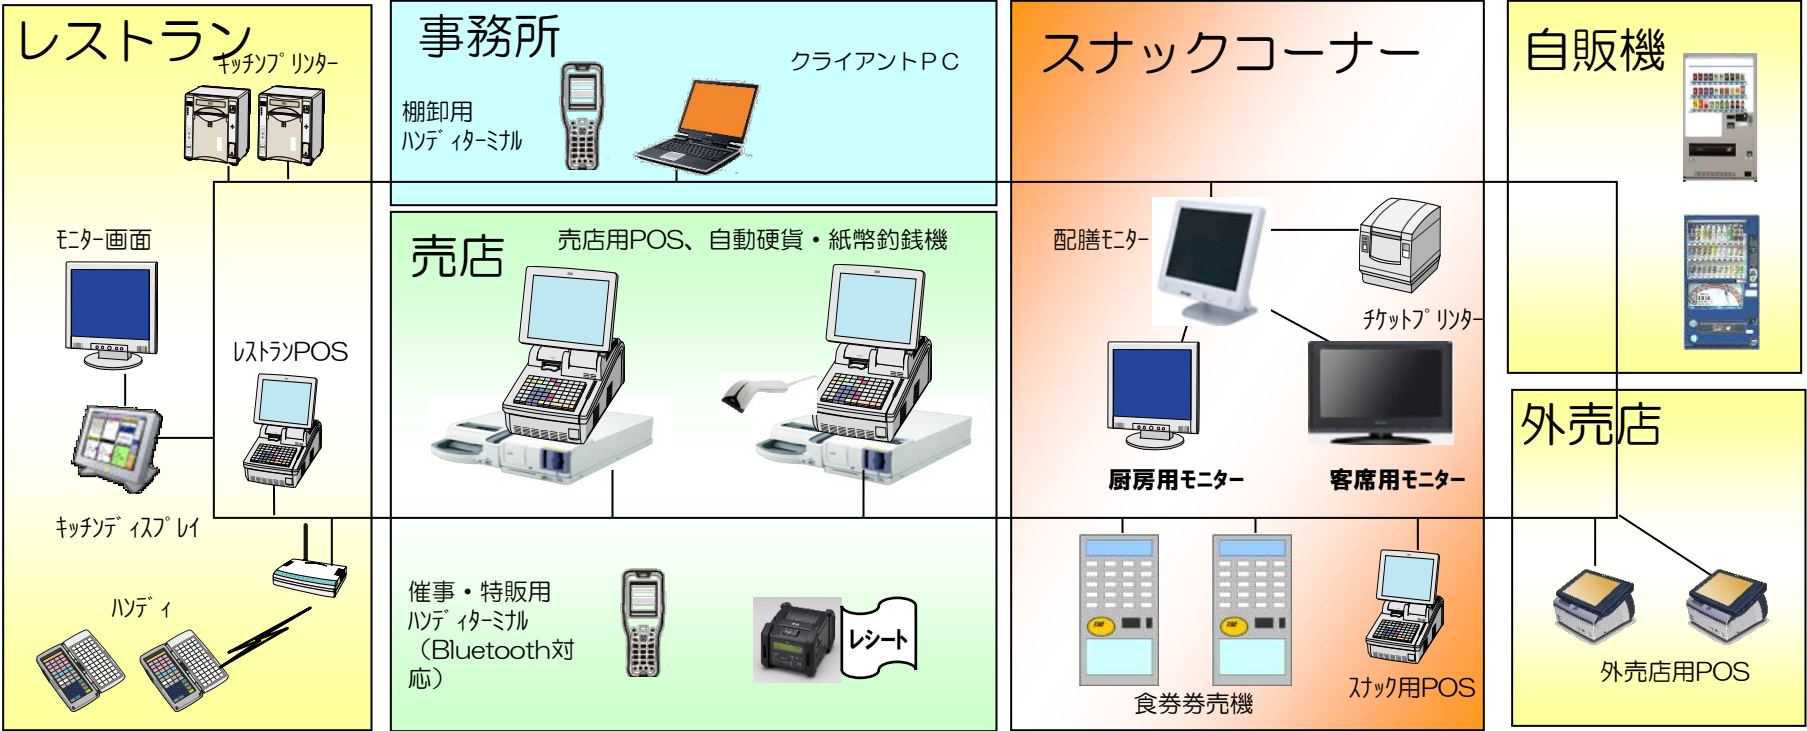 レストラン
キッチンプリンター
モニター画面
レストランPOS
キッチンディスプレイ
ハンディ
事務所
クライアントPC
棚卸用
ハンディターミナル
売店
売店用POS、自動硬貨・紙幣釣銭機
催事・特販用
ハンディターミナル
（Bluetooth対
応）
レシート
スナックコーナー
配膳モニター
チケットプリンター
厨房用モニター
客席用モニター
食券券売機
スナック用POS
自販機
外売店
外売店用POS